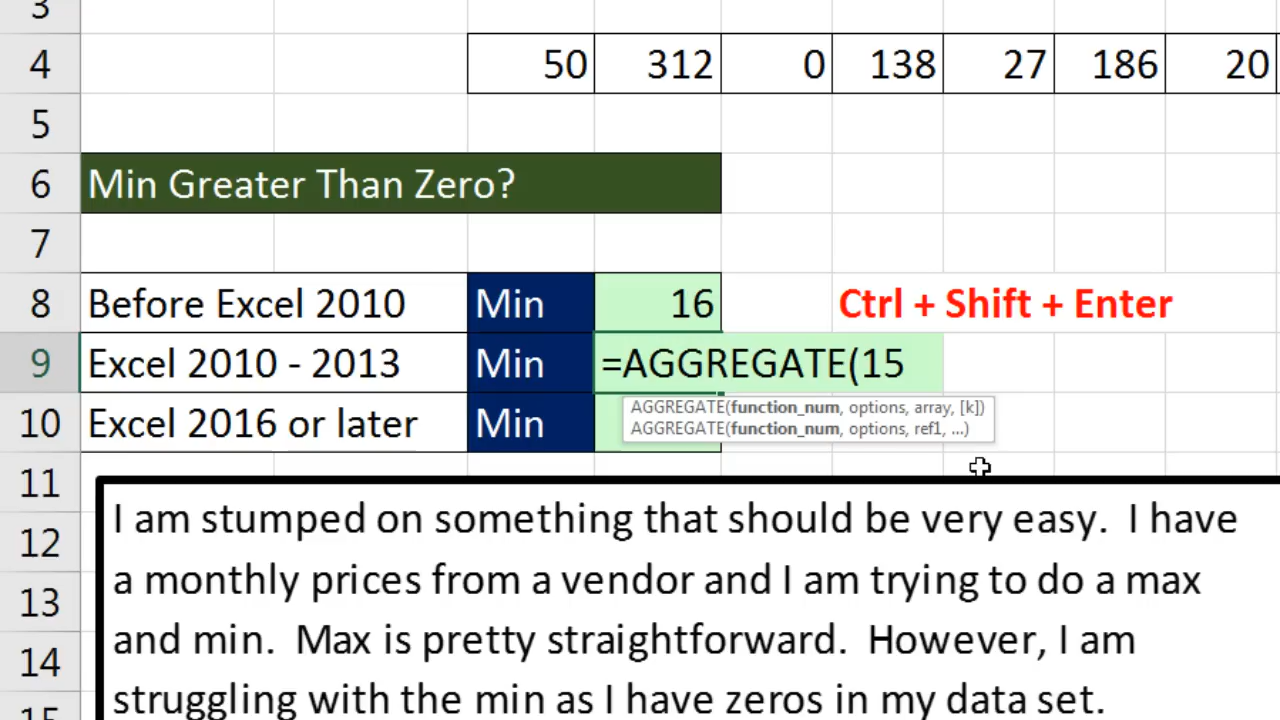 3
4 50 312 0 138 27 186 20
5
6 Min Greater Than Zero?
7
8 Before Excel 2010 Min 16 Ctrl + Shift + Enter
9 Excel 2010 - 2013 Min =AGGREGATE(15
AGGREGATE(function_num, options, array, [k])
10 Excel 2016 or later Min
AGGREGATE(function_num, options, ref1, ...)
11
I am stumped on something that should be very easy. I have
12
a monthly prices from a vendor and I am trying to do a max
13
and min. Max is pretty straightforward. However, I am
14
struggling with the min as I have zeros in my data set.
15